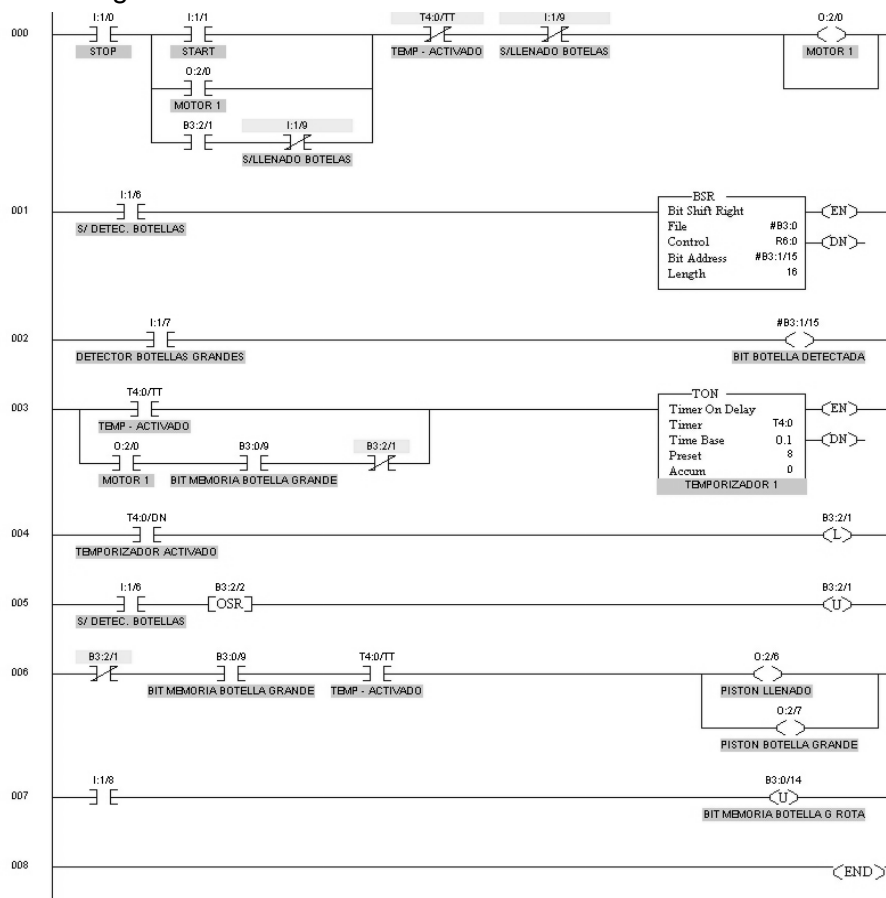 I:1/0 I:1/1 T4:0/TT I:1/9 O:2/0
000
STOP START TEMP - ACTIVADO S/LLENADO BOTELAS MOTOR 1
O:2/0
MOTOR 1
B3:2/1 I:1/9
S/LLENADO BOTELAS
I:1/6
001
S/ DETEC. BOTELLAS
BSR
Bit Shift Right
File #B3:0
Control R6:0
Bit Address #B3:1/15
Length 16
EN
DN
I:1/7 #B3:1/15
002
DETECTOR BOTELLAS GRANDES BIT BOTELLA DETECTADA
T4:0/TT
003
TEMP - ACTIVADO
O:2/0 B3:0/9 B3:2/1
MOTOR 1 BIT MEMORIA BOTELLA GRANDE
TON
Timer On Delay
Timer T4:0
Time Base 0.1
Preset 8
Accum 0
TEMPORIZADOR 1
EN
DN
T4:0/DN B3:2/1
004 L
TEMPORIZADOR ACTIVADO
I:1/6 B3:2/2 B3:2/1
005 OSR U
S/ DETEC. BOTELLAS
B3:2/1 B3:0/9 T4:0/TT O:2/6
006
BIT MEMORIA BOTELLA GRANDE TEMP - ACTIVADO PISTON LLENADO
O:2/7
PISTON BOTELLA GRANDE
I:1/8 B3:0/14
007 U
BIT MEMORIA BOTELLA G ROTA
008 END